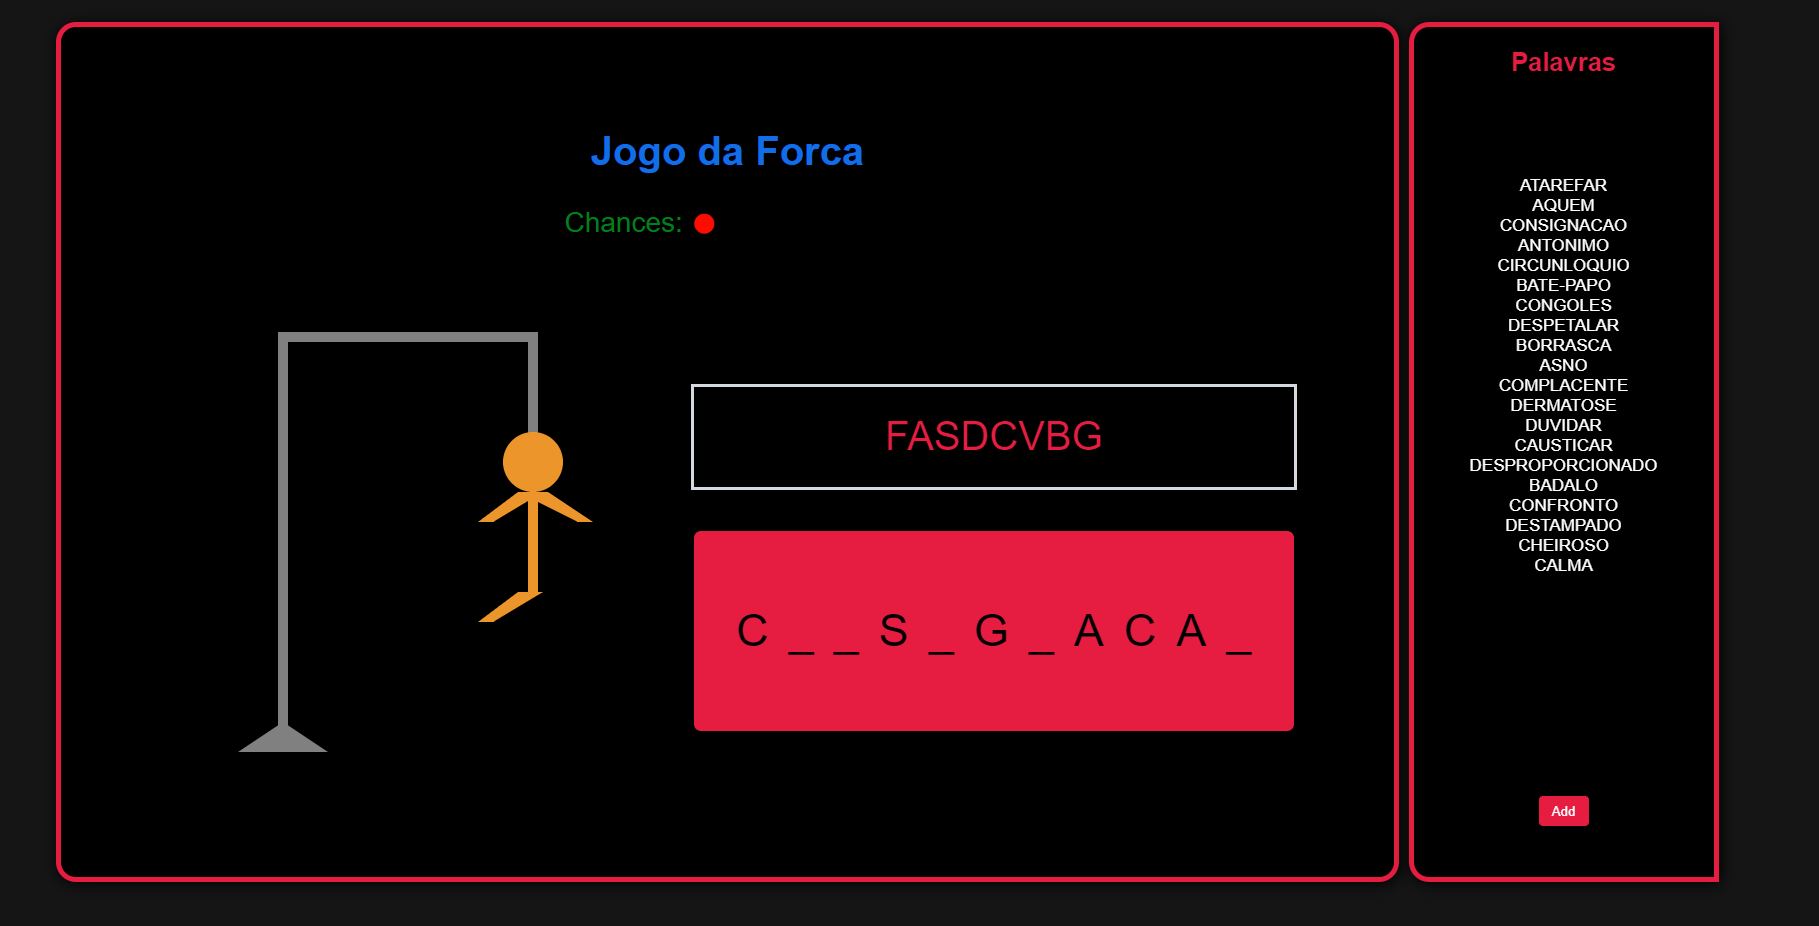 Jogo da Forca
Chances:
FASDCVBG
C _ _ S _ G _ A C A _
Palavras
ATAREFAR
AQUEM
CONSIGNACAO
ANTONIMO
CIRCUNLOQUIO
BATE-PAPO
CONGOLES
DESPETALAR
BORRASCA
ASNO
COMPLACENTE
DERMATOSE
DUVIDAR
CAUSTICAR
DESPROPORCIONADO
BADALO
CONFRONTO
DESTAMPADO
CHEIROSO
CALMA
Add